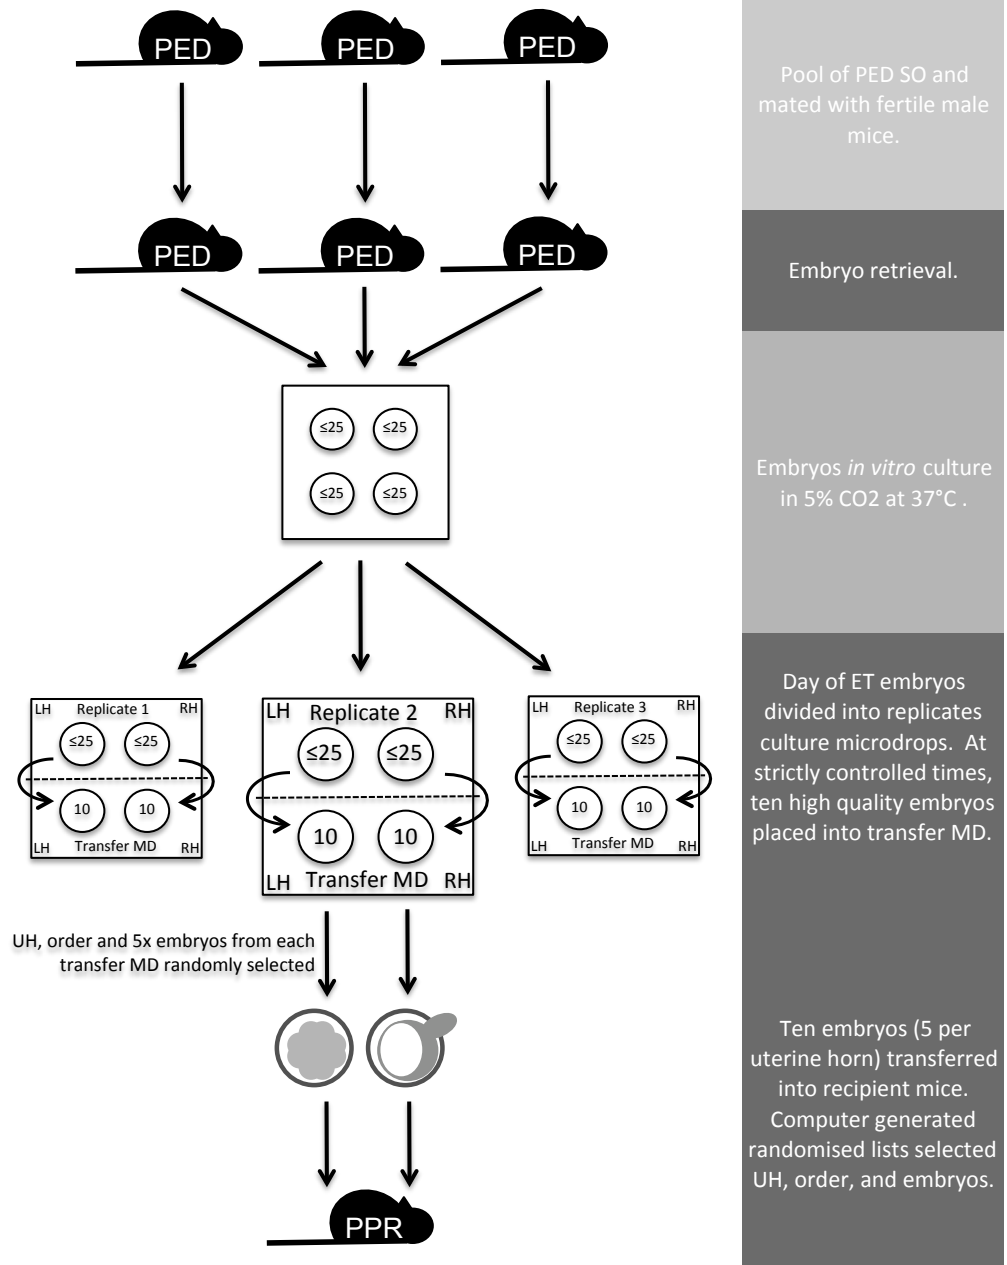 PED PED PED
Pool of PED SO and
mated with fertile male
mice.
PED PED PED
Embryo retrieval.
≤25 ≤25
≤25 ≤25
Embryos in vitro culture
in 5% CO2 at 37°C .
LH Replicate 1 RH
≤25 ≤25
10 10
LH Transfer MD RH
LH Replicate 2 RH
≤25 ≤25
10 10
LH Transfer MD RH
LH Replicate 3 RH
≤25 ≤25
10 10
LH Transfer MD RH
Day of ET embryos
divided into replicates
culture microdrops. At
strictly controlled times,
ten high quality embryos
placed into transfer MD.
UH, order and 5x embryos from each
transfer MD randomly selected
Ten embryos (5 per
uterine horn) transferred
into recipient mice.
Computer generated
randomised lists selected
UH, order, and embryos.
PPR